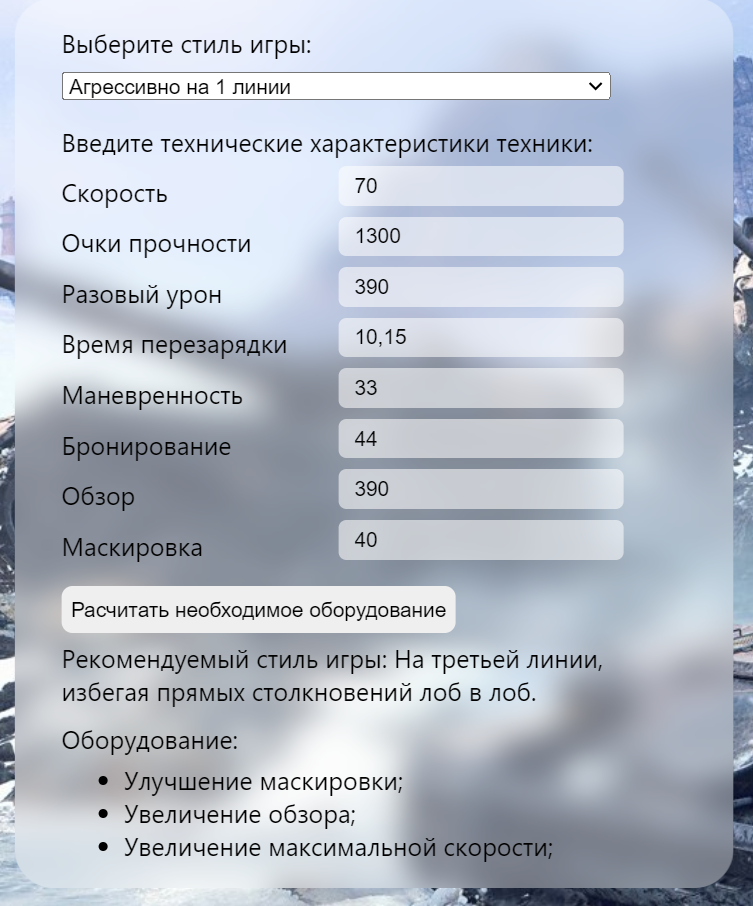 Выберите стиль игры:
Агрессивно на 1 линии
Введите технические характеристики техники:
Скорость 70
Очки прочности 1300
Разовый урон 390
Время перезарядки 10,15
Маневренность 33
Бронирование 44
Обзор 390
Маскировка 40
Расчитать необходимое оборудование
Рекомендуемый стиль игры: На третьей линии,
избегая прямых столкновений лоб в лоб.
Оборудование:
• Улучшение маскировки;
• Увеличение обзора;
• Увеличение максимальной скорости;